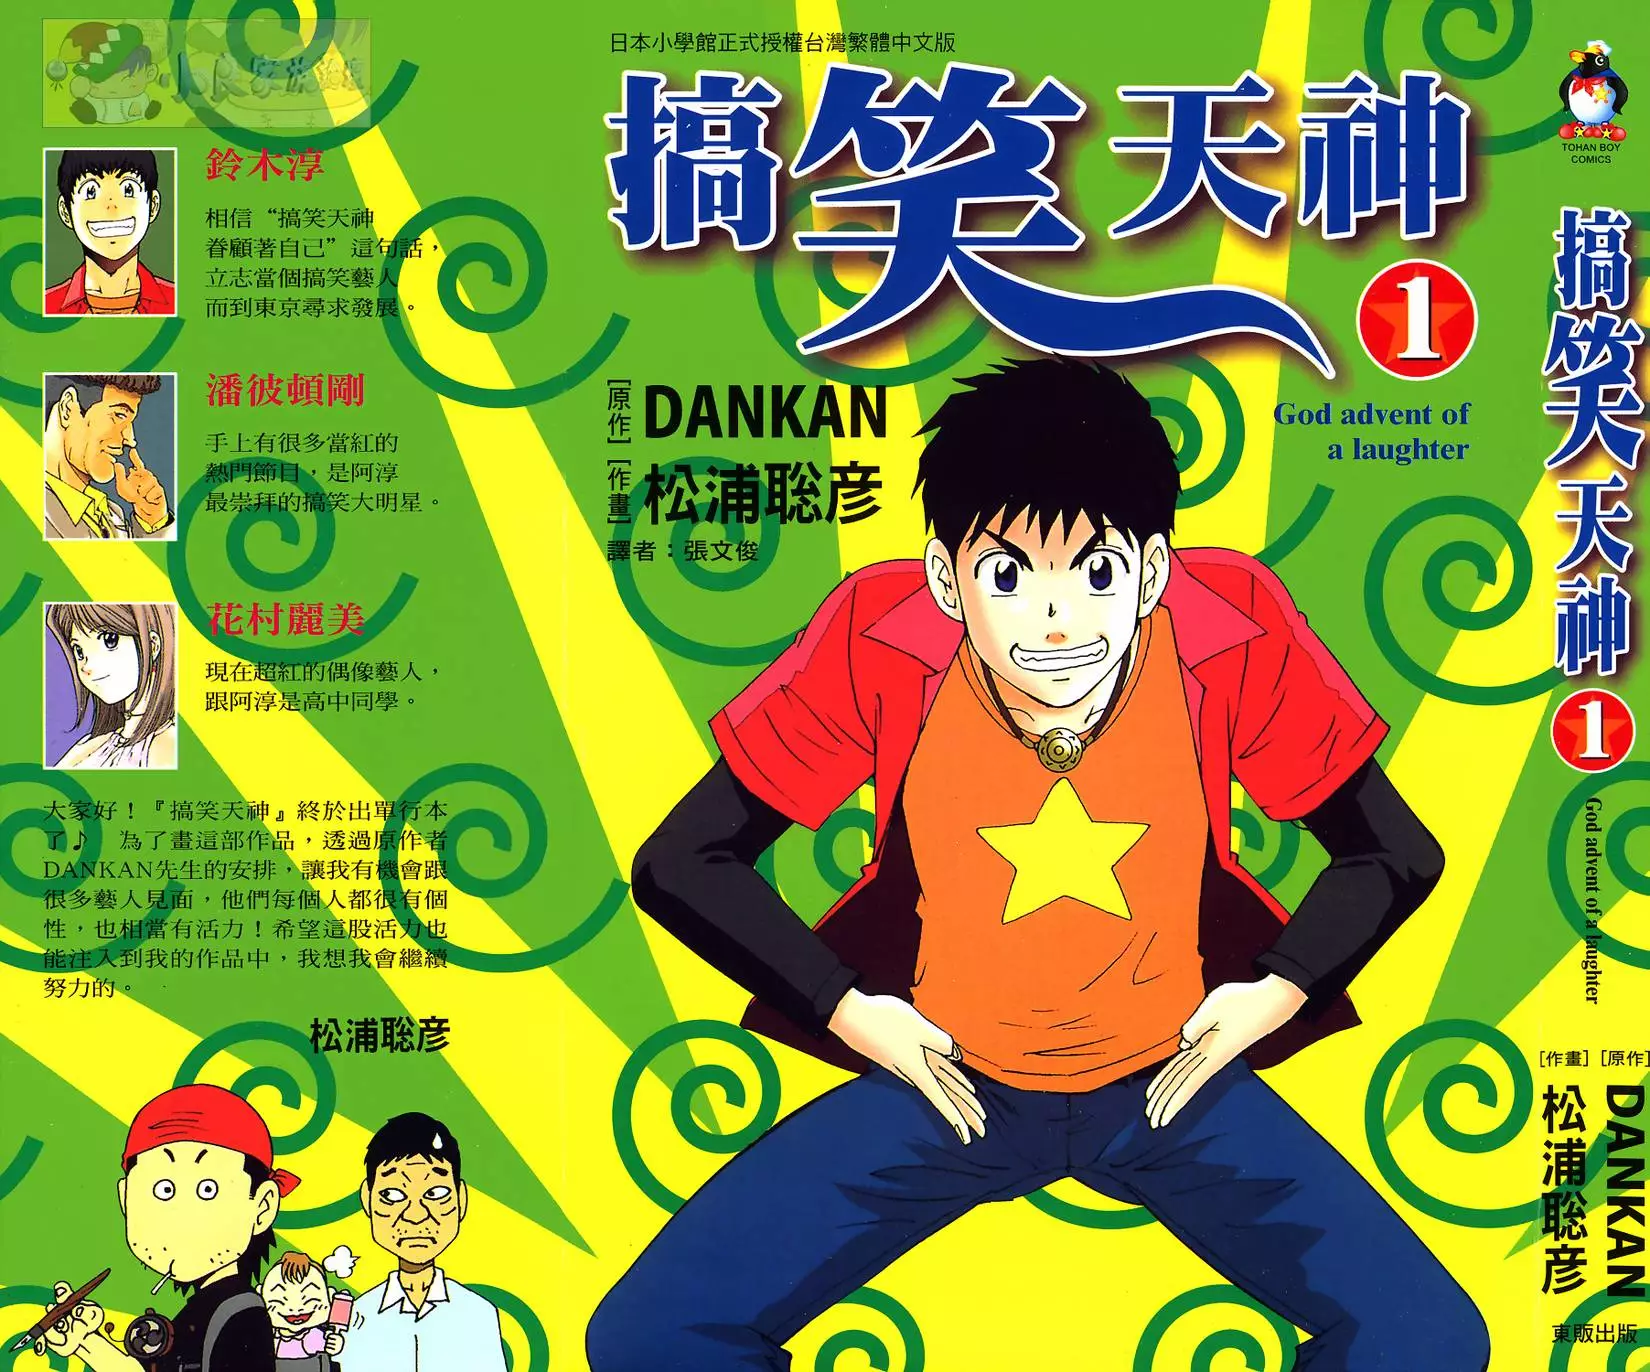 小浪家族論壇
鈴木淳
相信“搞笑天神
眷顧著自己”這句話，
立志當個搞笑藝人
而到東京尋求發展。
潘彼頓剛
手上有很多當紅的
熱門節目，是阿淳
最崇拜的搞笑大明星。
花村麗美
現在超紅的偶像藝人，
跟阿淳是高中同學。
大家好！『搞笑天神』終於出單行本
了♪　為了畫這部作品，透過原作者
DANKAN先生的安排，讓我有機會跟
很多藝人見面，他們每個人都很有個
性，也相當有活力！希望這股活力也
能注入到我的作品中，我想我會繼續
努力的。
松浦聡彦
日本小學館正式授權台灣繁體中文版
搞笑天神
1
God advent of
a laughter
[原作] DANKAN
[作畫] 松浦聡彦
譯者：張文俊
TOHAN BOY
COMICS
搞笑天神
1
God advent of a laughter
[原作] DANKAN
[作畫] 松浦聡彦
東販出版